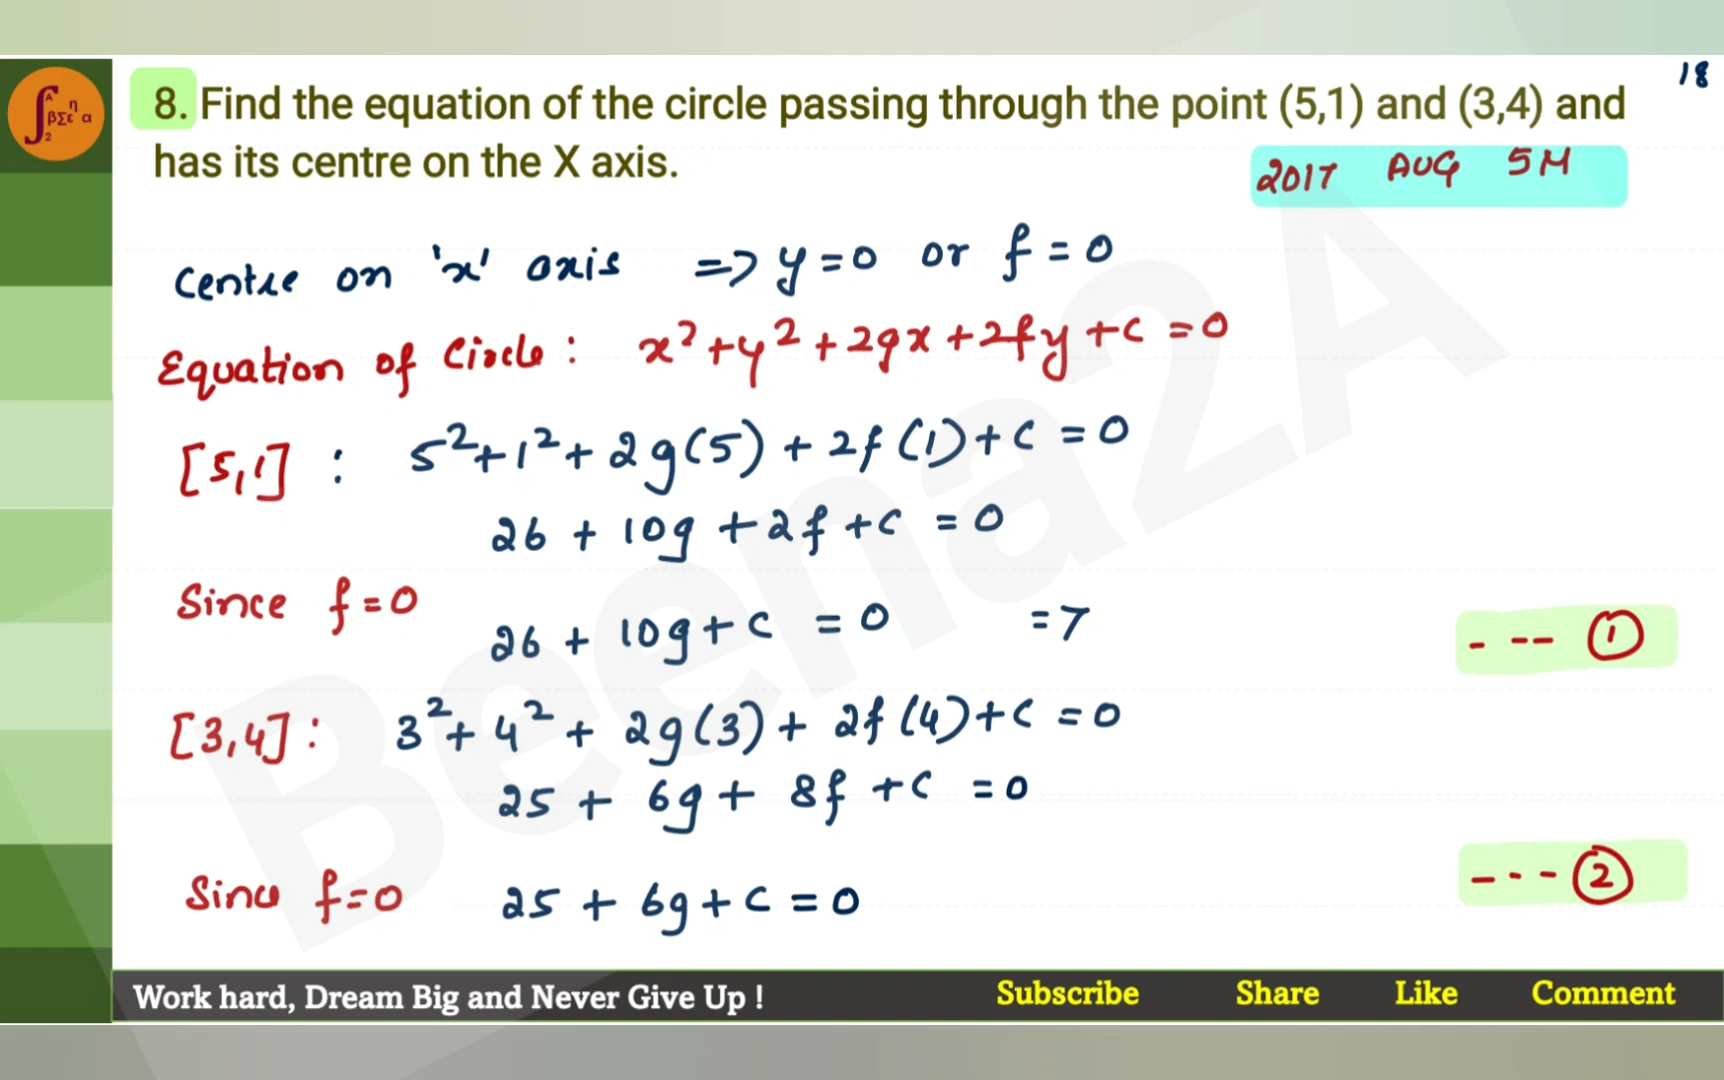 18
8. Find the equation of the circle passing through the point (5,1) and (3,4) and
has its centre on the X axis.
2017 AUG 5M
Centre on 'x' axis => y = 0 or f = 0
Equation of Circle : x² + y² + 2gx + 2fy + c = 0
[5,1] : 5² + 1² + 2g(5) + 2f(1) + c = 0
26 + 10g + 2f + c = 0
Since f = 0
26 + 10g + c = 0 = 7 - -- ①
[3,4] : 3² + 4² + 2g(3) + 2f(4) + c = 0
25 + 6g + 8f + c = 0
Since f = 0 25 + 6g + c = 0 - - - ②
Work hard, Dream Big and Never Give Up ! Subscribe Share Like Comment
Beena2A